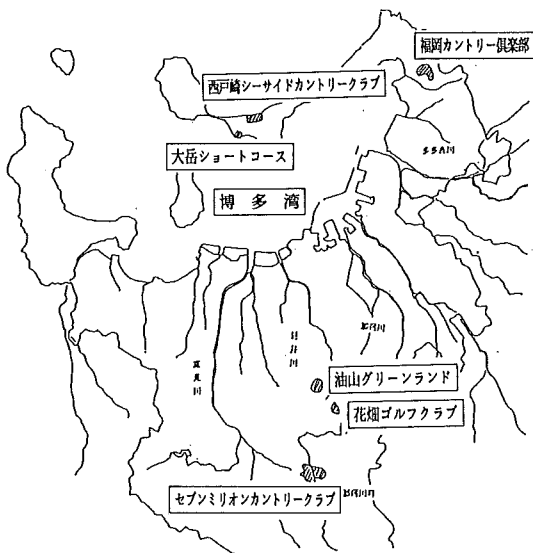 福岡カントリー倶楽部
西戸崎シーサイドカントリークラブ
大岳ショートコース
博多湾
油山グリーンランド
花畑ゴルフクラブ
セブンミリオンカントリークラブ